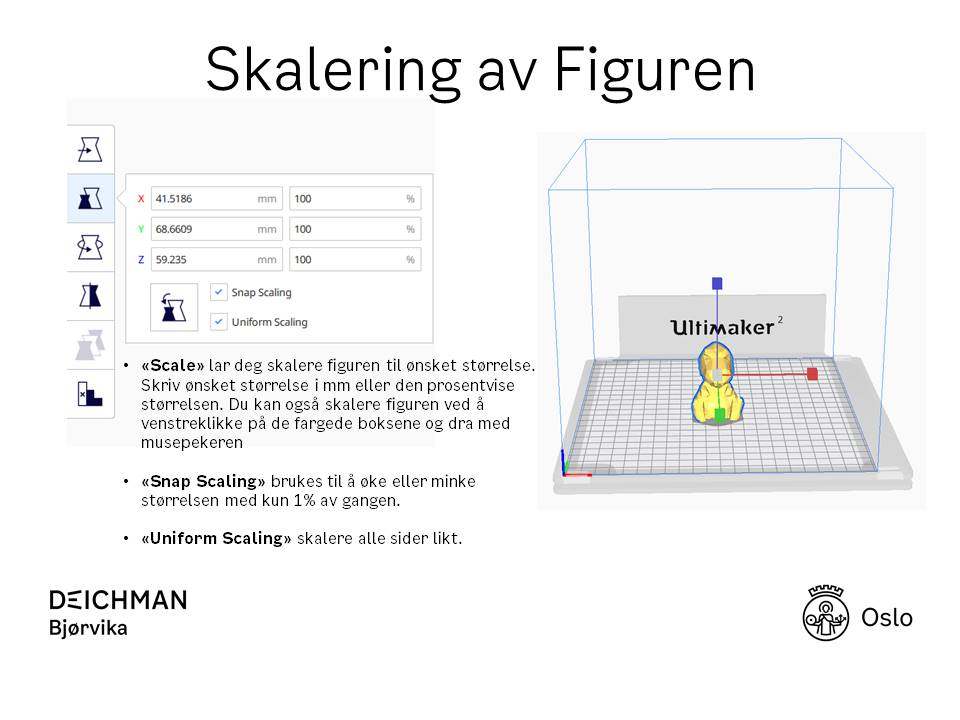 Skalering av Figuren
X 41.5186 mm 100 %
Y 68.6609 mm 100 %
Z 59.235 mm 100 %
Snap Scaling
Uniform Scaling
Ultimaker 2
• «Scale» lar deg skalere figuren til ønsket størrelse.
Skriv ønsket størrelse i mm eller den prosentvise
størrelsen. Du kan også skalere figuren ved å
venstreklikke på de fargede boksene og dra med
musepekeren
• «Snap Scaling» brukes til å øke eller minke
størrelsen med kun 1% av gangen.
• «Uniform Scaling» skalere alle sider likt.
DEICHMAN
Bjørvika
Oslo